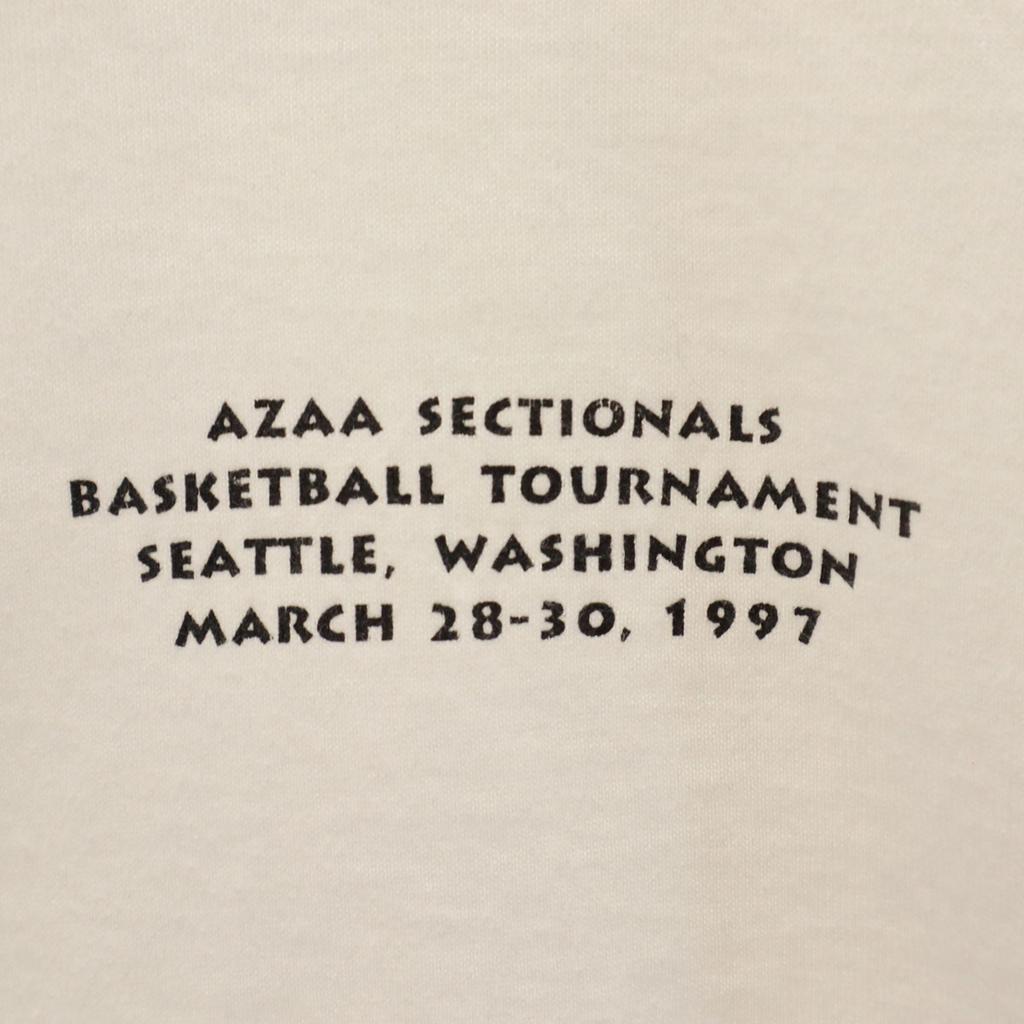 AZAA SECTIONALS
BASKETBALL TOURNAMENT
SEATTLE, WASHINGTON
MARCH 28-30, 1997